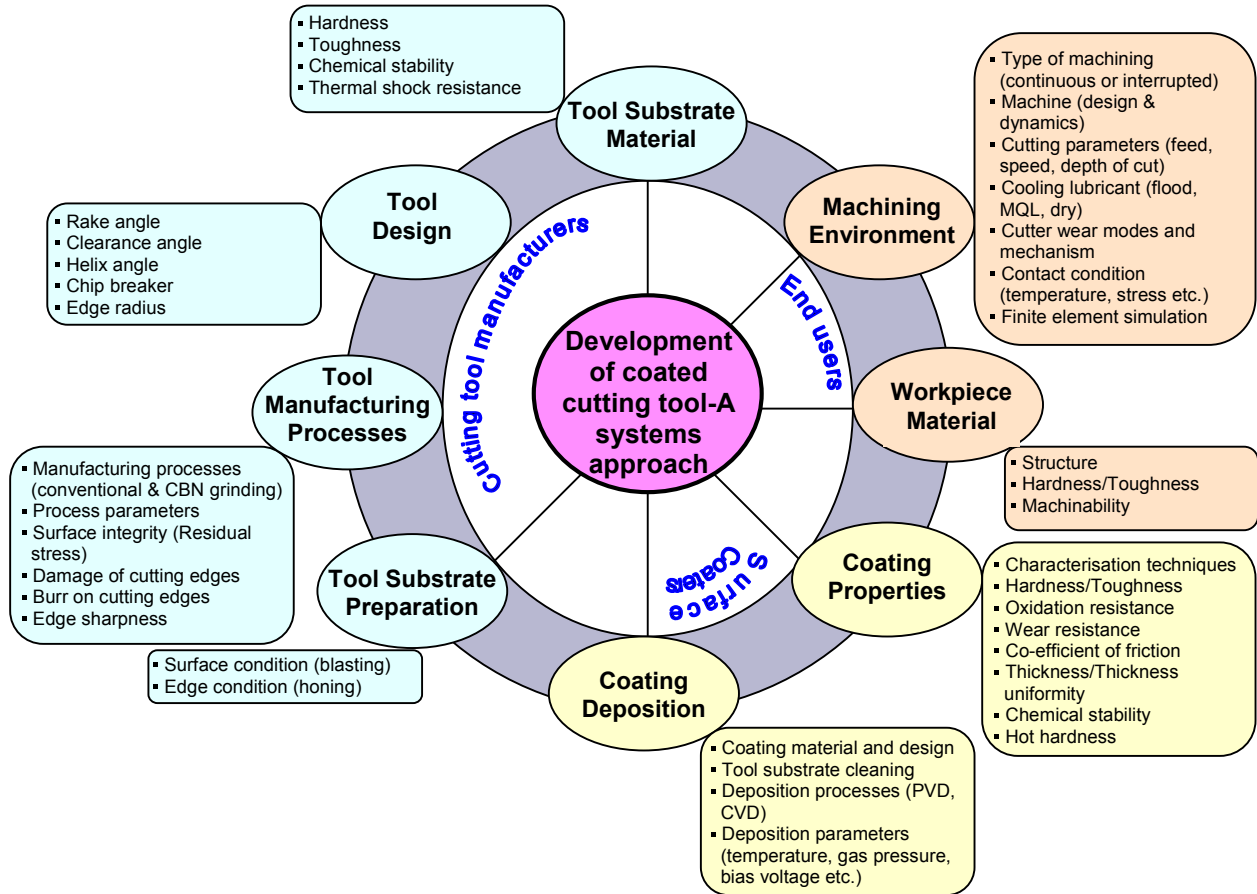 ▪ Hardness
▪ Toughness
▪ Chemical stability
▪ Thermal shock resistance
Tool Substrate
Material
▪ Type of machining
(continuous or interrupted)
▪ Machine (design &
dynamics)
▪ Cutting parameters (feed,
speed, depth of cut)
▪ Cooling lubricant (flood,
MQL, dry)
▪ Cutter wear modes and
mechanism
▪ Contact condition
(temperature, stress etc.)
▪ Finite element simulation
Machining
Environment
Tool
Design
▪ Rake angle
▪ Clearance angle
▪ Helix angle
▪ Chip breaker
▪ Edge radius
Cutting tool manufacturers
End users
Development
of coated
cutting tool-A
systems
approach
Tool
Manufacturing
Processes
Workpiece
Material
▪ Structure
▪ Hardness/Toughness
▪ Machinability
▪ Manufacturing processes
(conventional & CBN grinding)
▪ Process parameters
▪ Surface integrity (Residual
stress)
▪ Damage of cutting edges
▪ Burr on cutting edges
▪ Edge sharpness
Tool Substrate
Preparation
▪ Surface condition (blasting)
▪ Edge condition (honing)
Surface
Coaters
Coating
Properties
▪ Characterisation techniques
▪ Hardness/Toughness
▪ Oxidation resistance
▪ Wear resistance
▪ Co-efficient of friction
▪ Thickness/Thickness
uniformity
▪ Chemical stability
▪ Hot hardness
Coating
Deposition
▪ Coating material and design
▪ Tool substrate cleaning
▪ Deposition processes (PVD,
CVD)
▪ Deposition parameters
(temperature, gas pressure,
bias voltage etc.)